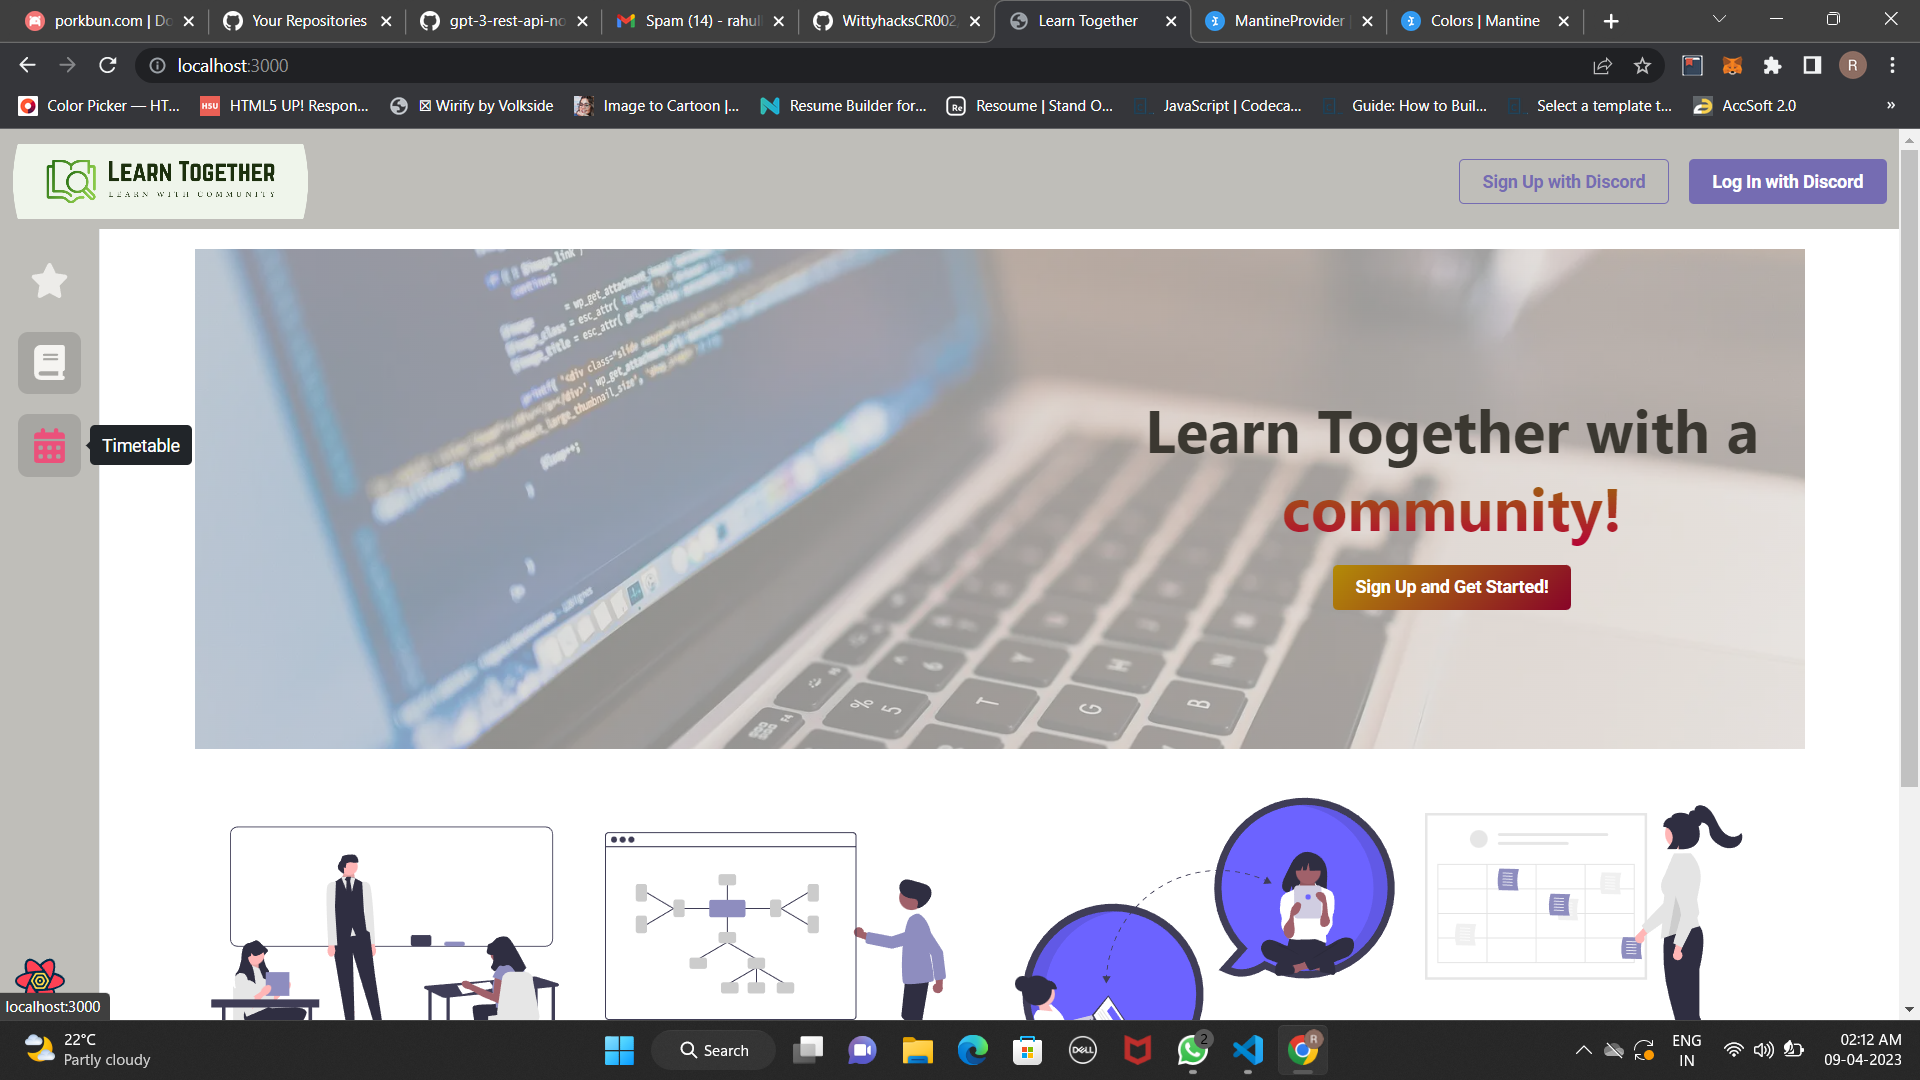 porkbun.com | Do
Your Repositories
gpt-3-rest-api-no
Spam (14) - rahul
WittyhacksCR002
Learn Together
MantineProvider
Colors | Mantine
localhost:3000
R
Color Picker — HT...
HSU HTML5 UP! Respon...
Wirify by Volkside
Image to Cartoon |...
Resume Builder for...
Re Resoume | Stand O...
JavaScript | Codeca...
Guide: How to Buil...
Select a template t...
AccSoft 2.0
»
LEARN TOGETHER
LEARN WITH COMMUNITY
Sign Up with Discord
Log In with Discord
Timetable
Learn Together with a
community!
Sign Up and Get Started!
localhost:3000
22°C
Partly cloudy
Search
DELL
2
R
ENG
IN
02:12 AM
09-04-2023